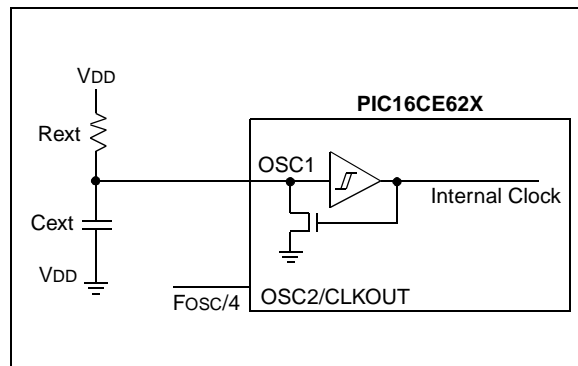 VDD
PIC16CE62X
Rext
OSC1
Internal Clock
Cext
VDD
FOSC/4
OSC2/CLKOUT